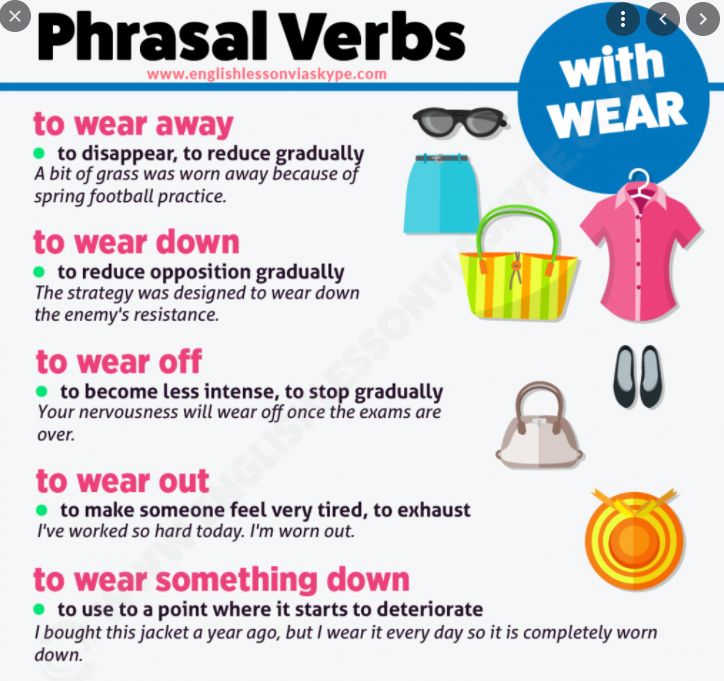 Phrasal Verbs
www.englishlessonviaskype.com
with
WEAR
to wear away
to disappear, to reduce gradually
A bit of grass was worn away because of
spring football practice.
to wear down
to reduce opposition gradually
The strategy was designed to wear down
the enemy's resistance.
to wear off
to become less intense, to stop gradually
Your nervousness will wear off once the exams are
over.
to wear out
to make someone feel very tired, to exhaust
I've worked so hard today. I'm worn out.
to wear something down
to use to a point where it starts to deteriorate
I bought this jacket a year ago, but I wear it every day so it is completely worn
down.